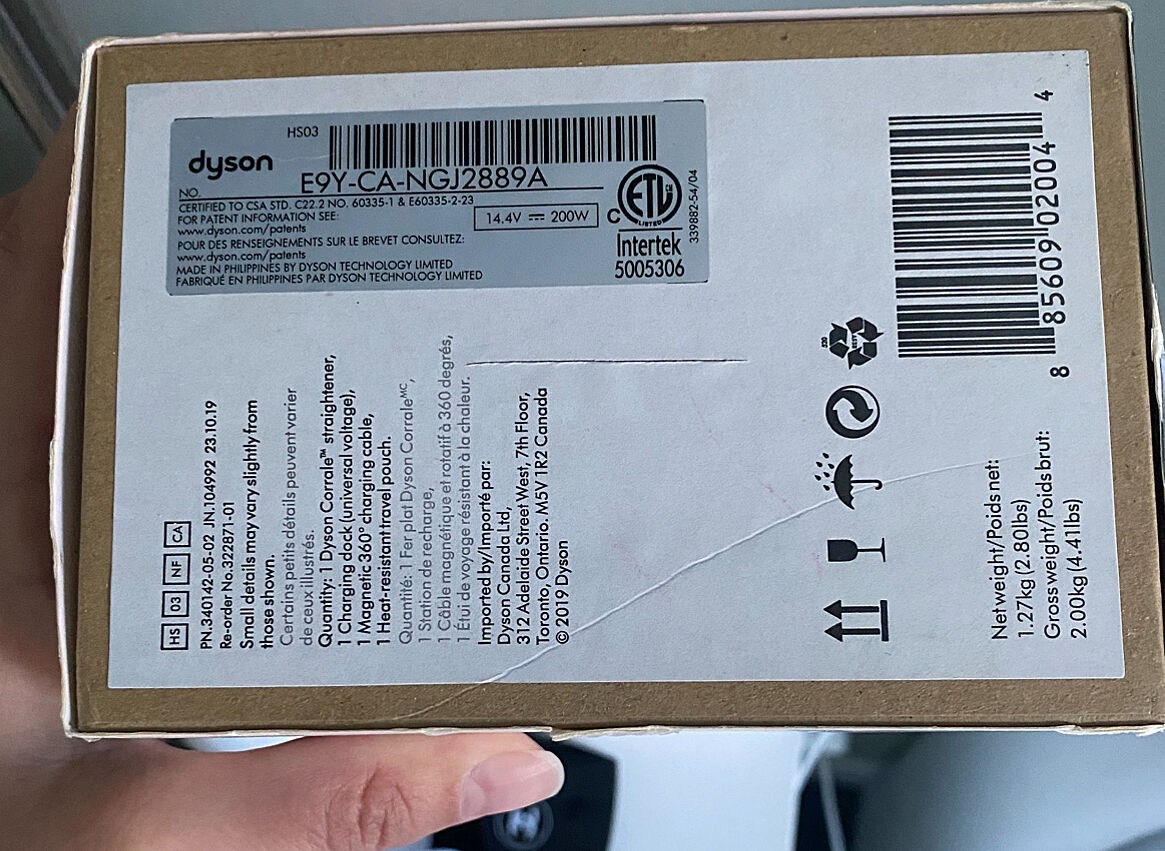 HS03
dyson
NO.
E9Y-CA-NGJ2889A
CERTIFIED TO CSA STD. C22.2 NO. 60335-1 & E60335-2-23
FOR PATENT INFORMATION SEE:
www.dyson.com/patents
POUR DES RENSEIGNEMENTS SUR LE BREVET CONSULTEZ:
www.dyson.com/patents
MADE IN PHILIPPINES BY DYSON TECHNOLOGY LIMITED
FABRIQUÉ EN PHILIPPINES PAR DYSON TECHNOLOGY LIMITED
14.4V ⎓ 200W
C ETL
LISTED
Intertek
5005306
339882-54/04
HS 03 NF CA
PN.340142-05-02 JN.104992 23.10.19
Re-order No.322871-01
Small details may vary slightly from
those shown.
Certains petits détails peuvent varier
de ceux illustrés.
Quantity: 1 Dyson Corrale™ straightener,
1 Charging dock (universal voltage),
1 Magnetic 360° charging cable,
1 Heat-resistant travel pouch.
Quantité: 1 Fer plat Dyson Corraleᴹᶜ,
1 Station de recharge,
1 Câble magnétique et rotatif à 360 degrés,
1 Étui de voyage résistant à la chaleur.
Imported by/Importé par:
Dyson Canada Ltd,
312 Adelaide Street West, 7th Floor,
Toronto, Ontario. M5V 1R2 Canada
© 2019 Dyson
Net weight/Poids net:
1.27kg (2.80lbs)
Gross weight/Poids brut:
2.00kg (4.41lbs)
8 85609 02004 4